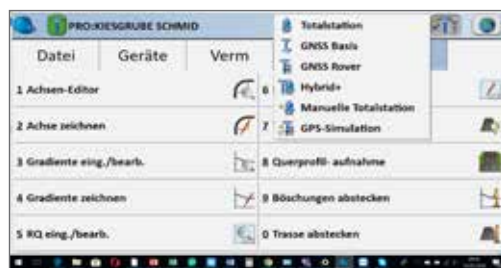 PRO:KIESGRUBE SCHMID
Totalstation
GNSS Basis
GNSS Rover
Hybrid+
Manuelle Totalstation
GPS-Simulation
Datei Geräte Verm
1 Achsen-Editor
6
2 Achse zeichnen
7
3 Gradiente eing./bearb.
8 Querprofil- aufnahme
4 Gradiente zeichnen
9 Böschungen abstecken
5 RQ eing./bearb.
0 Trasse abstecken